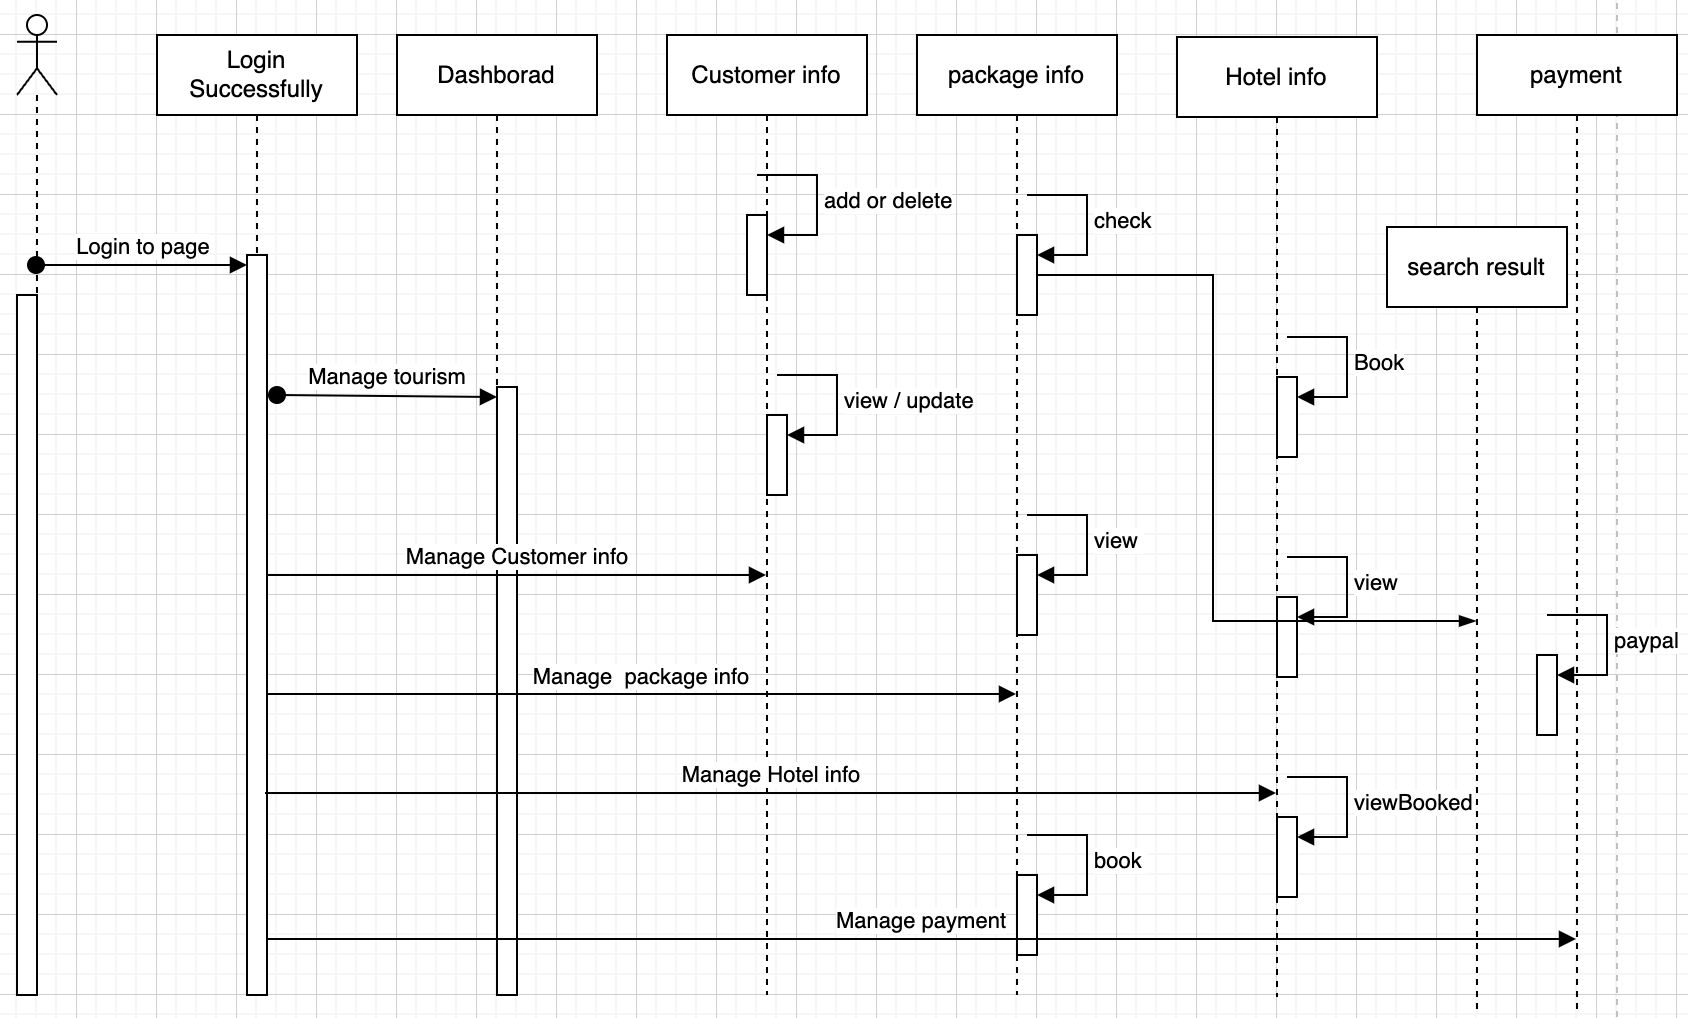 Login
Successfully
Dashborad
Customer info
package info
Hotel info
payment
add or delete
check
Login to page
search result
Book
Manage tourism
view / update
view
Manage Customer info
view
paypal
Manage  package info
Manage Hotel info
viewBooked
book
Manage payment